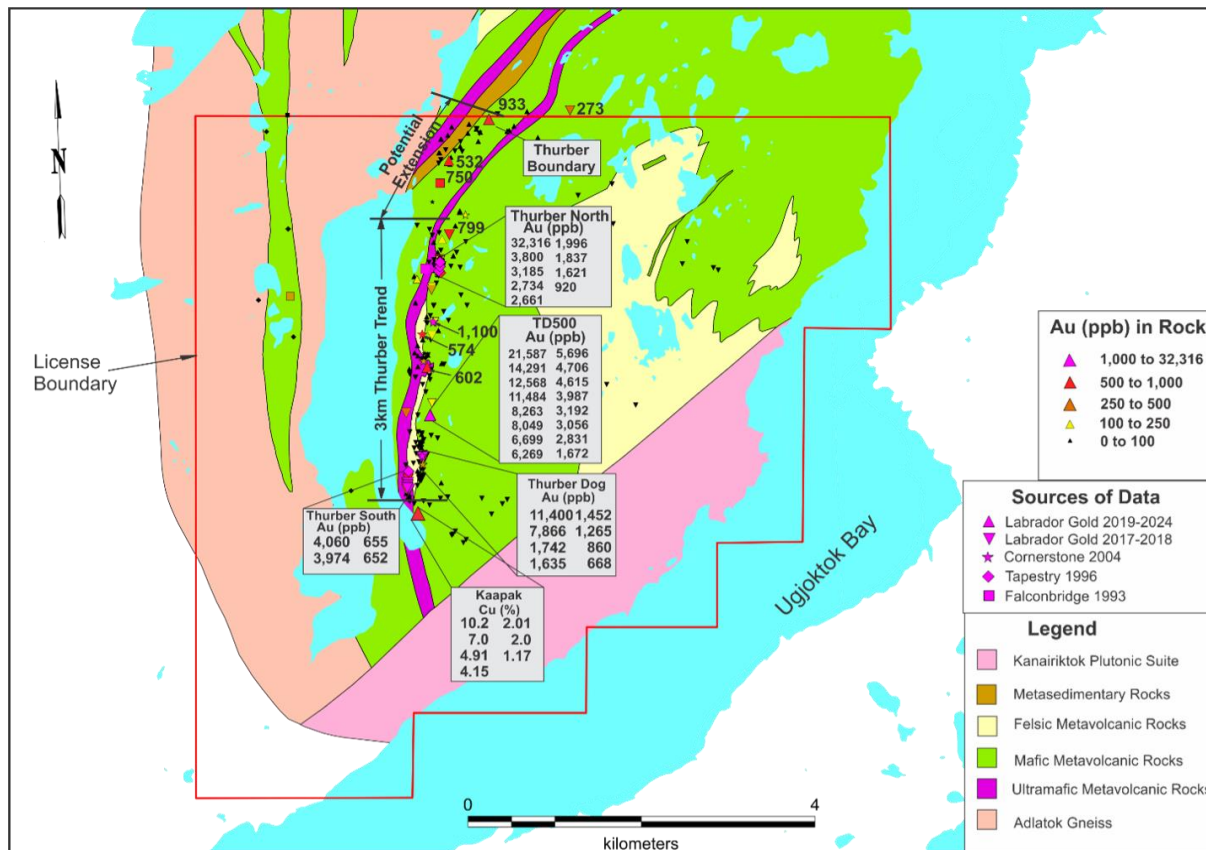 N
Potential
Extension
933
273
532
750
Thurber
Boundary
799
Thurber North
Au (ppb)
32,316 1,996
3,800 1,837
3,185 1,621
2,734 920
2,661
License
Boundary
3km Thurber Trend
1,100
574
602
TD500
Au (ppb)
21,587 5,696
14,291 4,706
12,568 4,615
11,484 3,987
8,263 3,192
8,049 3,056
6,699 2,831
6,269 1,672
Thurber South
Au (ppb)
4,060 655
3,974 652
Thurber Dog
Au (ppb)
11,400 1,452
7,866 1,265
1,742 860
1,635 668
Kaapak
Cu (%)
10.2 2.01
7.0 2.0
4.91 1.17
4.15
Ugjoktok Bay
0 4
kilometers
Au (ppb) in Rock
1,000 to 32,316
500 to 1,000
250 to 500
100 to 250
0 to 100
Sources of Data
Labrador Gold 2019-2024
Labrador Gold 2017-2018
Cornerstone 2004
Tapestry 1996
Falconbridge 1993
Legend
Kanairiktok Plutonic Suite
Metasedimentary Rocks
Felsic Metavolcanic Rocks
Mafic Metavolcanic Rocks
Ultramafic Metavolcanic Rocks
Adlatok Gneiss